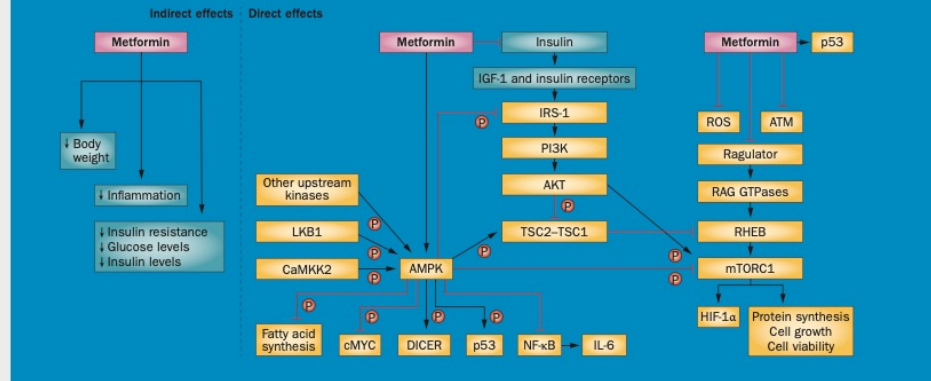 Indirect effects
Direct effects
Metformin
↓ Body
weight
↓ Inflammation
↓ Insulin resistance
↓ Glucose levels
↓ Insulin levels
Metformin
Insulin
IGF-1 and insulin receptors
IRS-1
P
PI3K
AKT
P
TSC2–TSC1
Other upstream
kinases
P
LKB1
P
CaMKK2
P
AMPK
P
P
P
Fatty acid
synthesis
P
cMYC
P
DICER
P
p53
P
NF-κB
IL-6
Metformin
p53
ROS
ATM
Ragulator
RAG GTPases
RHEB
mTORC1
HIF-1α
Protein synthesis
Cell growth
Cell viability